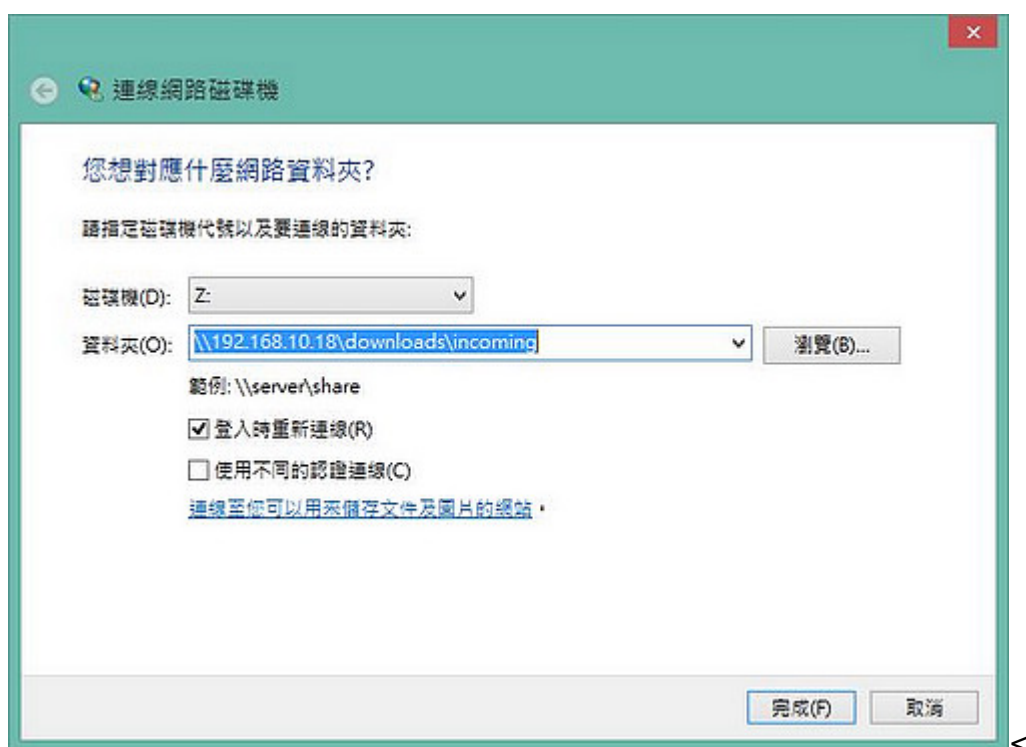 連線網路磁碟機
您想對應什麼網路資料夾?
請指定磁碟機代號以及要連線的資料夾:
磁碟機(D): Z:
資料夾(O): \\192.168.10.18\downloads\incoming 瀏覽(B)...
範例: \\server\share
登入時重新連線(R)
使用不同的認證連線(C)
連線至您可以用來儲存文件及圖片的網站。
完成(F) 取消